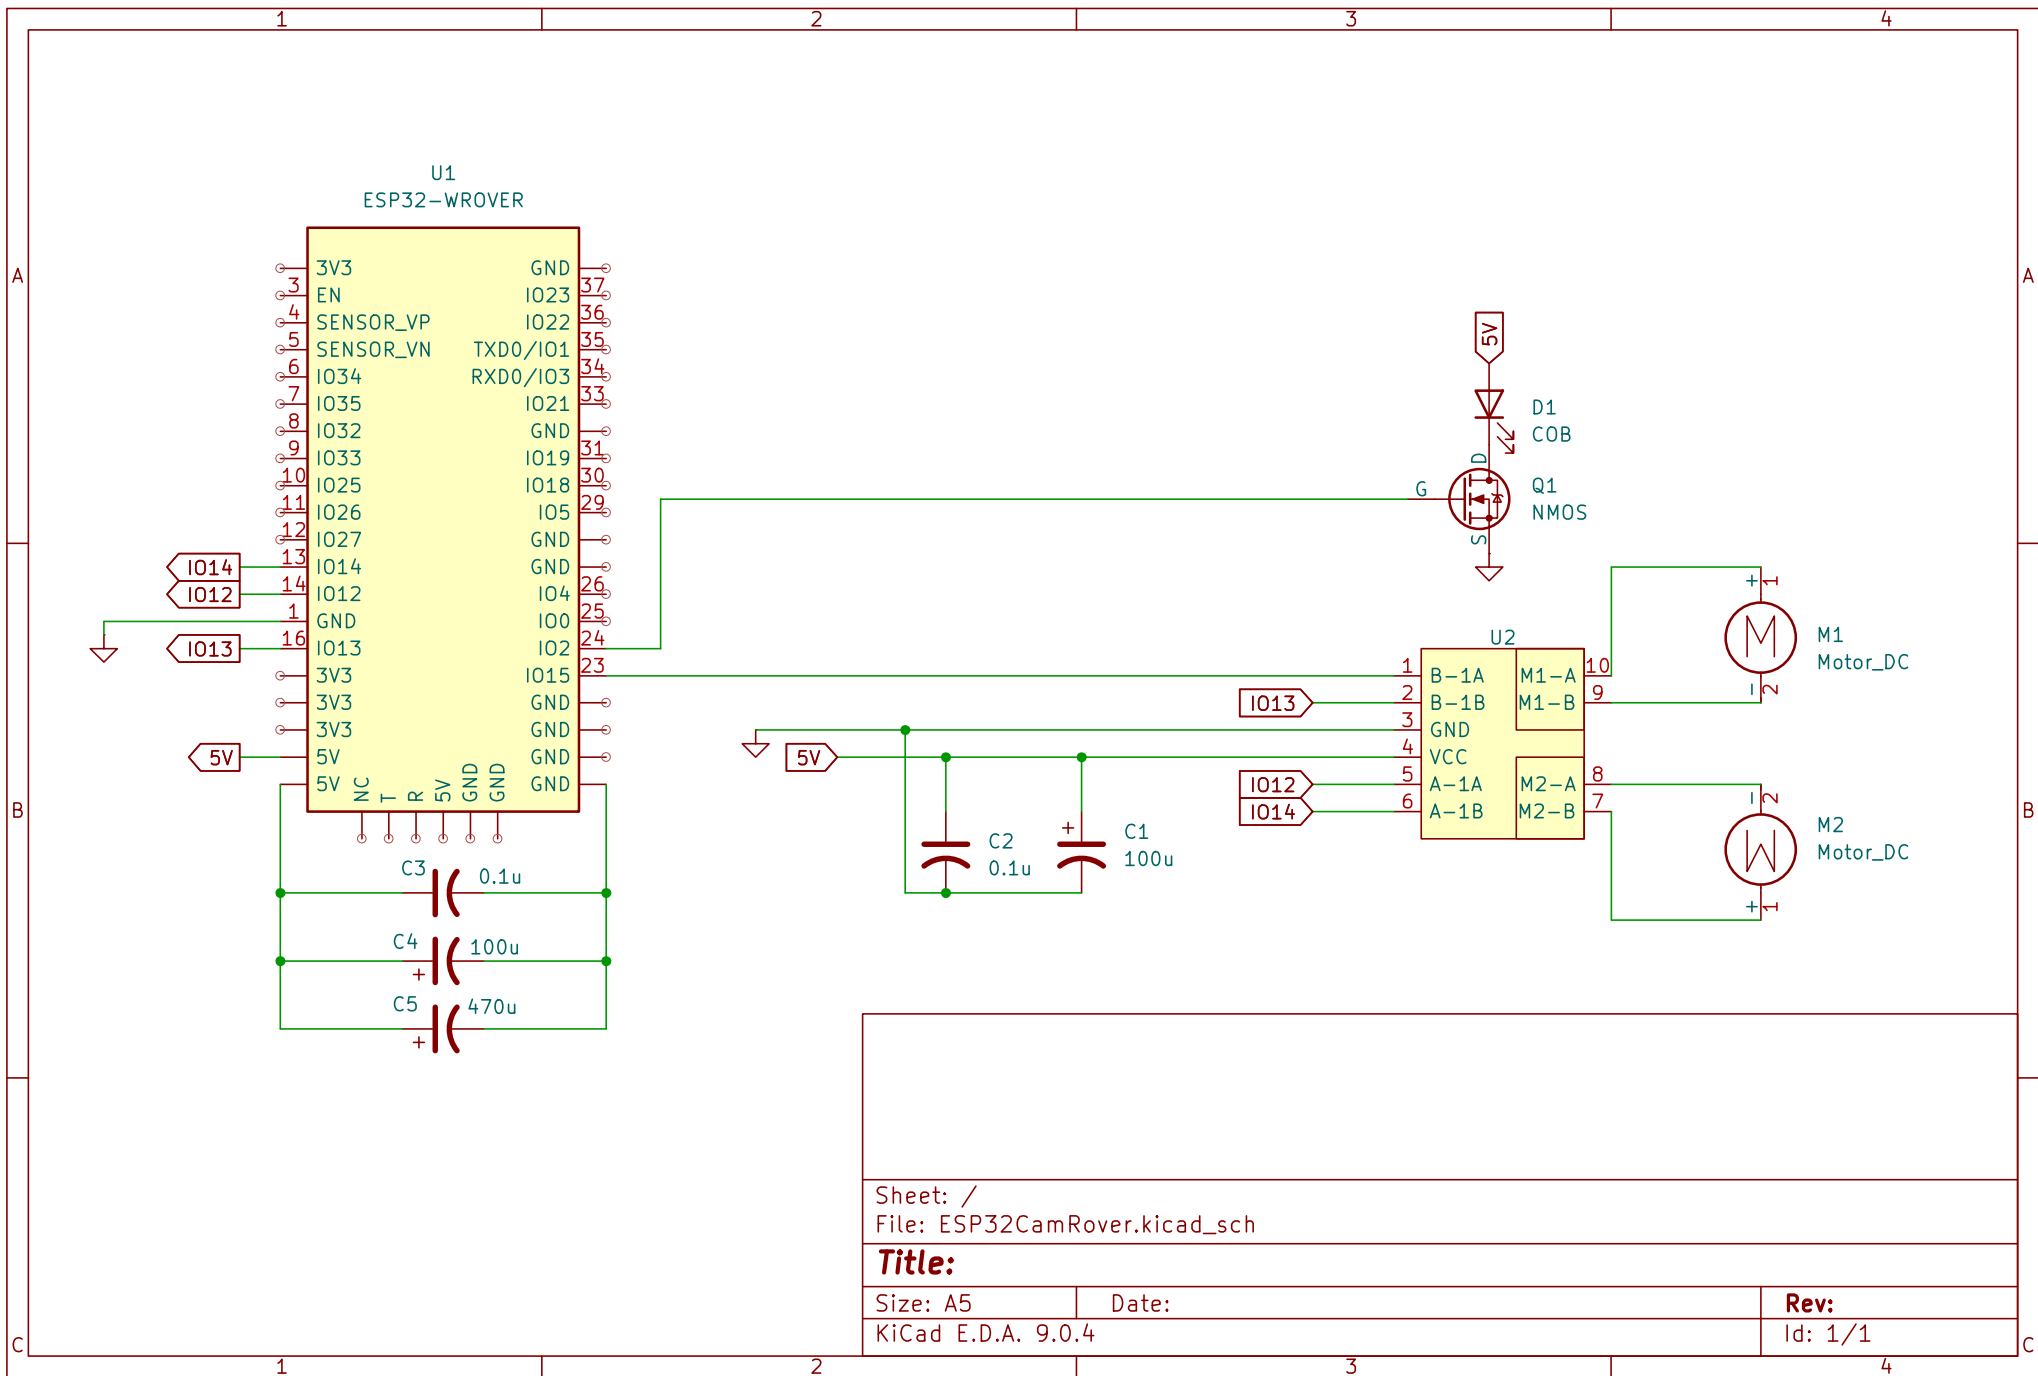 1 2 3 4
A A
B
C C
U1
ESP32-WROVER
3V3 GND
3 EN IO23 37
4 SENSOR_VP IO22 36
5 SENSOR_VN TXD0/IO1 35
6 IO34 RXD0/IO3 34
7 IO35 IO21 33
8 IO32 GND
9 IO33 IO19 31
10 IO25 IO18 30
11 IO26 IO5 29
12 IO27 GND
IO14 13 IO14 GND
IO12 14 IO12 IO4 26
1 GND IO0 25
IO13 16 IO13 IO2 24
3V3 IO15 23
3V3 GND
3V3 GND
5V 5V GND
5V GND
NC T R 5V GND GND
C3 0.1u
C4 100u
+
C5 470u
+
5V
D1
COB
D
G
S
Q1
NMOS
U2
1 B-1A M1-A 10
IO13 2 B-1B M1-B 9
3 GND
5V 4 VCC
IO12 5 A-1A M2-A 8
IO14 6 A-1B M2-B 7
C2
0.1u
+
C1
100u
+ 1
M
M1
Motor_DC
- 2
- 2
M
M2
Motor_DC
+ 1
Sheet: /
File: ESP32CamRover.kicad_sch
Title:
Size: A5 Date: Rev:
KiCad E.D.A. 9.0.4 Id: 1/1
B
1 2 3 4